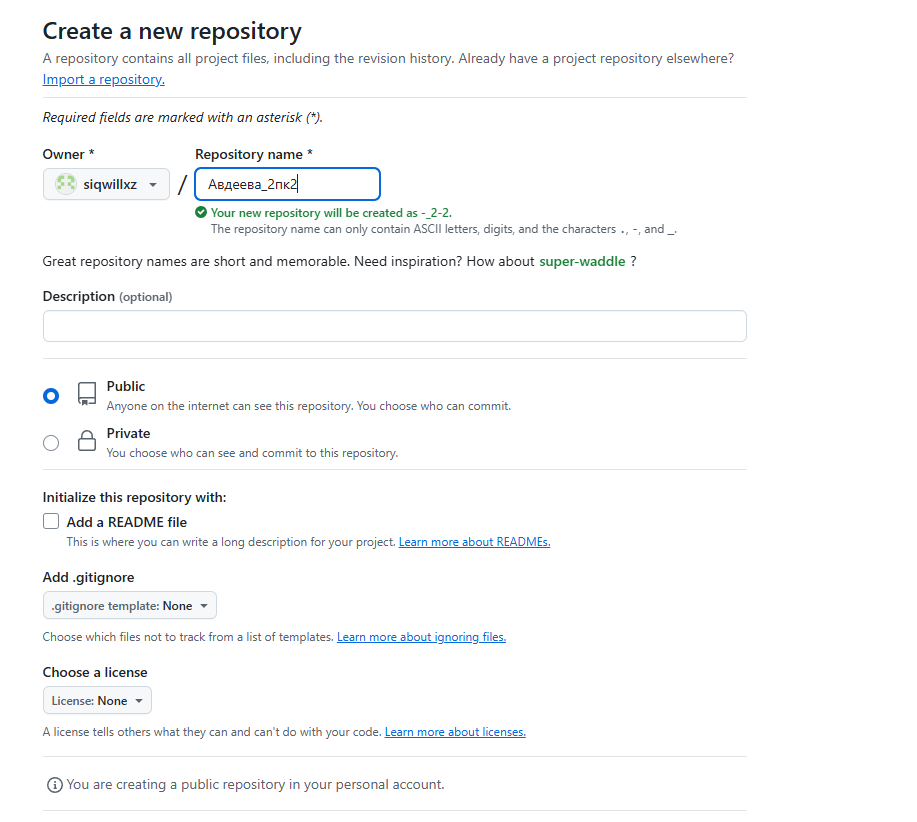 Create a new repository
A repository contains all project files, including the revision history. Already have a project repository elsewhere?
Import a repository.
Required fields are marked with an asterisk (*).
Owner *
Repository name *
siqwillxz
/
Авдеева_2пк2
Your new repository will be created as -_2-2.
The repository name can only contain ASCII letters, digits, and the characters ., -, and _.
Great repository names are short and memorable. Need inspiration? How about super-waddle ?
Description (optional)
Public
Anyone on the internet can see this repository. You choose who can commit.
Private
You choose who can see and commit to this repository.
Initialize this repository with:
Add a README file
This is where you can write a long description for your project. Learn more about READMEs.
Add .gitignore
.gitignore template: None
Choose which files not to track from a list of templates. Learn more about ignoring files.
Choose a license
License: None
A license tells others what they can and can't do with your code. Learn more about licenses.
You are creating a public repository in your personal account.